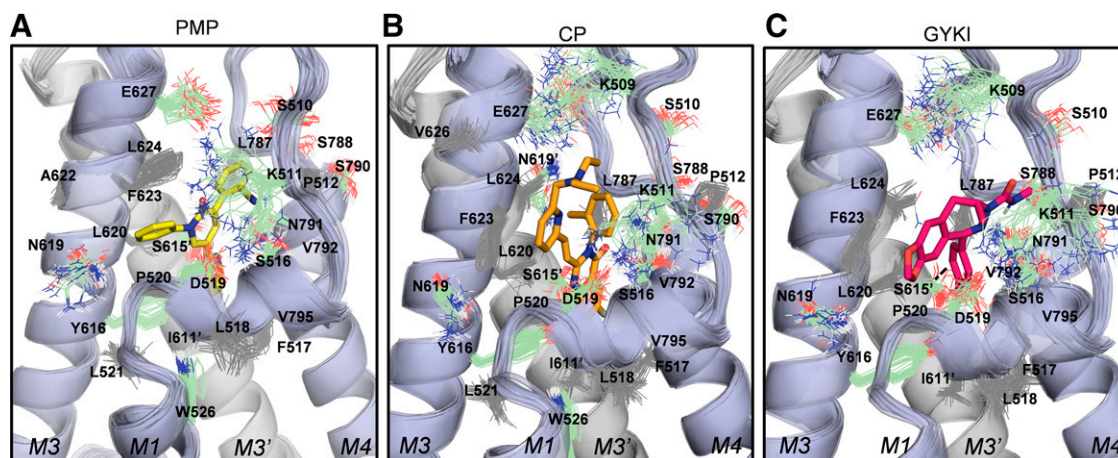 A
PMP
E627
S510
L624
L787
S788
A622
S790
K511
P512
F623
L620
N791
N619
S615'
V792
S516
P520
D519
Y616
I611'
L518
V795
F517
L521
W526
M3
M1
M3'
M4
B
CP
K509
E627
S510
V626
N619'
L624
L787
S788
P512
K511
F623
S790
L620
N791
S615'
V792
P520
D519
S516
N619
Y616
V795
I611'
F517
L518
L521
W526
M3
M1
M3'
M4
C
GYKI
K509
E627
S510
L624
L787
S788
P512
K511
S790
F623
N791
V792
S615'
L620
S516
N619
P520
D519
V795
Y616
I611'
F517
L518
M3
M1
M3'
M4